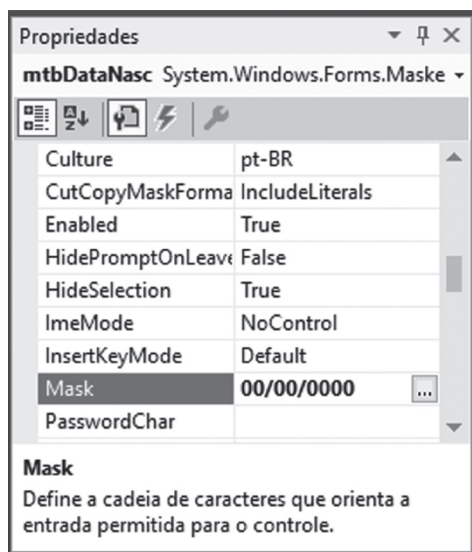 Propriedades
mtbDataNasc System.Windows.Forms.Maske
Culture pt-BR
CutCopyMaskForma IncludeLiterals
Enabled True
HidePromptOnLeave False
HideSelection True
ImeMode NoControl
InsertKeyMode Default
Mask 00/00/0000 ...
PasswordChar
Mask
Define a cadeia de caracteres que orienta a
entrada permitida para o controle.